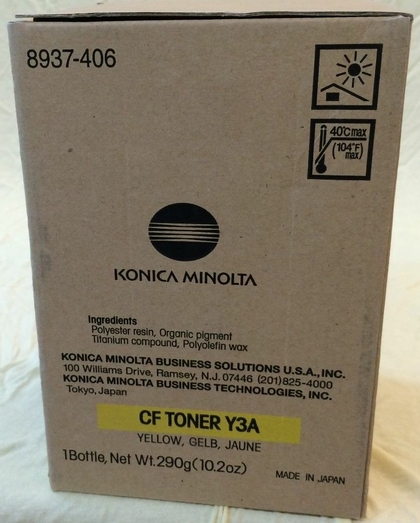 8937-406
40°C max
(104°F)
max
KONICA MINOLTA
Ingredients
Polyester resin, Organic pigment
Titanium compound, Polyolefin wax
KONICA MINOLTA BUSINESS SOLUTIONS U.S.A., INC.
100 Williams Drive, Ramsey, N.J. 07446 (201)825-4000
KONICA MINOLTA BUSINESS TECHNOLOGIES, INC.
Tokyo, Japan
CF TONER Y3A
YELLOW, GELB, JAUNE
1Bottle, Net Wt.290g(10.2oz)
MADE IN JAPAN